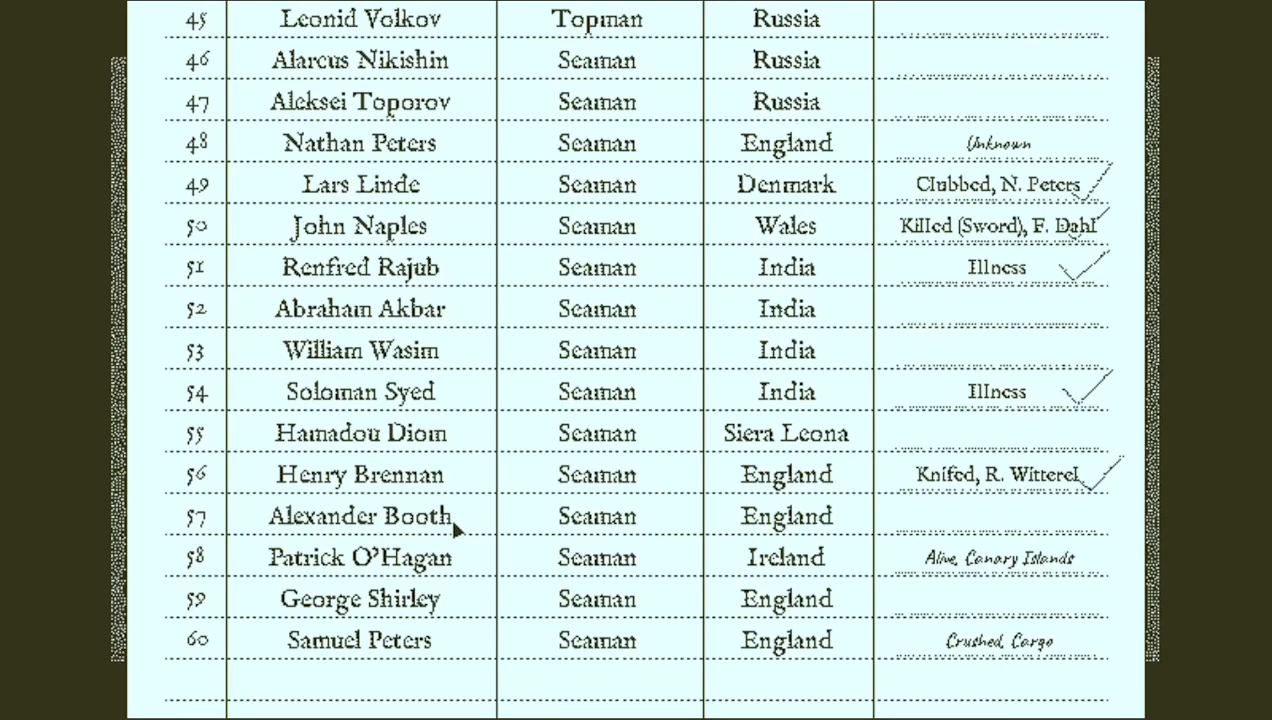 45 Leonid Volkov Topman Russia
46 Alarcus Nikishin Seaman Russia
47 Aleksei Toporov Seaman Russia
48 Nathan Peters Seaman England Unknown
49 Lars Linde Seaman Denmark Clubbed, N. Peters
50 John Naples Seaman Wales Killed (Sword), F. Dahl
51 Renfred Rajub Seaman India Illness
52 Abraham Akbar Seaman India
53 William Wasim Seaman India
54 Soloman Syed Seaman India Illness
55 Hamadou Diom Seaman Siera Leona
56 Henry Brennan Seaman England Knifed, R. Witterel
57 Alexander Booth Seaman England
58 Patrick O'Hagan Seaman Ireland Alive, Canary Islands
59 George Shirley Seaman England
60 Samuel Peters Seaman England Crushed, Cargo